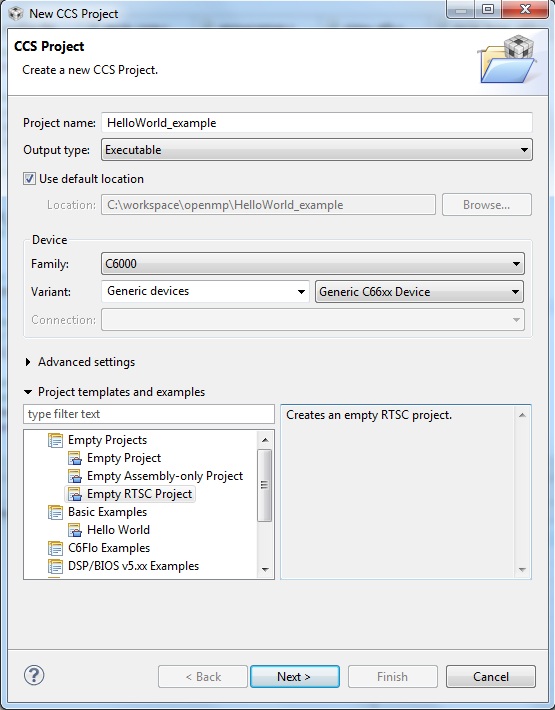 New CCS Project
CCS Project
Create a new CCS Project.
Project name: HelloWorld_example
Output type: Executable
Use default location
Location: C:\workspace\openmp\HelloWorld_example Browse...
Device
Family: C6000
Variant: Generic devices Generic C66xx Device
Connection:
Advanced settings
Project templates and examples
type filter text
Creates an empty RTSC project.
Empty Projects
Empty Project
Empty Assembly-only Project
Empty RTSC Project
Basic Examples
Hello World
C6Flo Examples
DSP/BIOS v5.xx Examples
? < Back Next > Finish Cancel